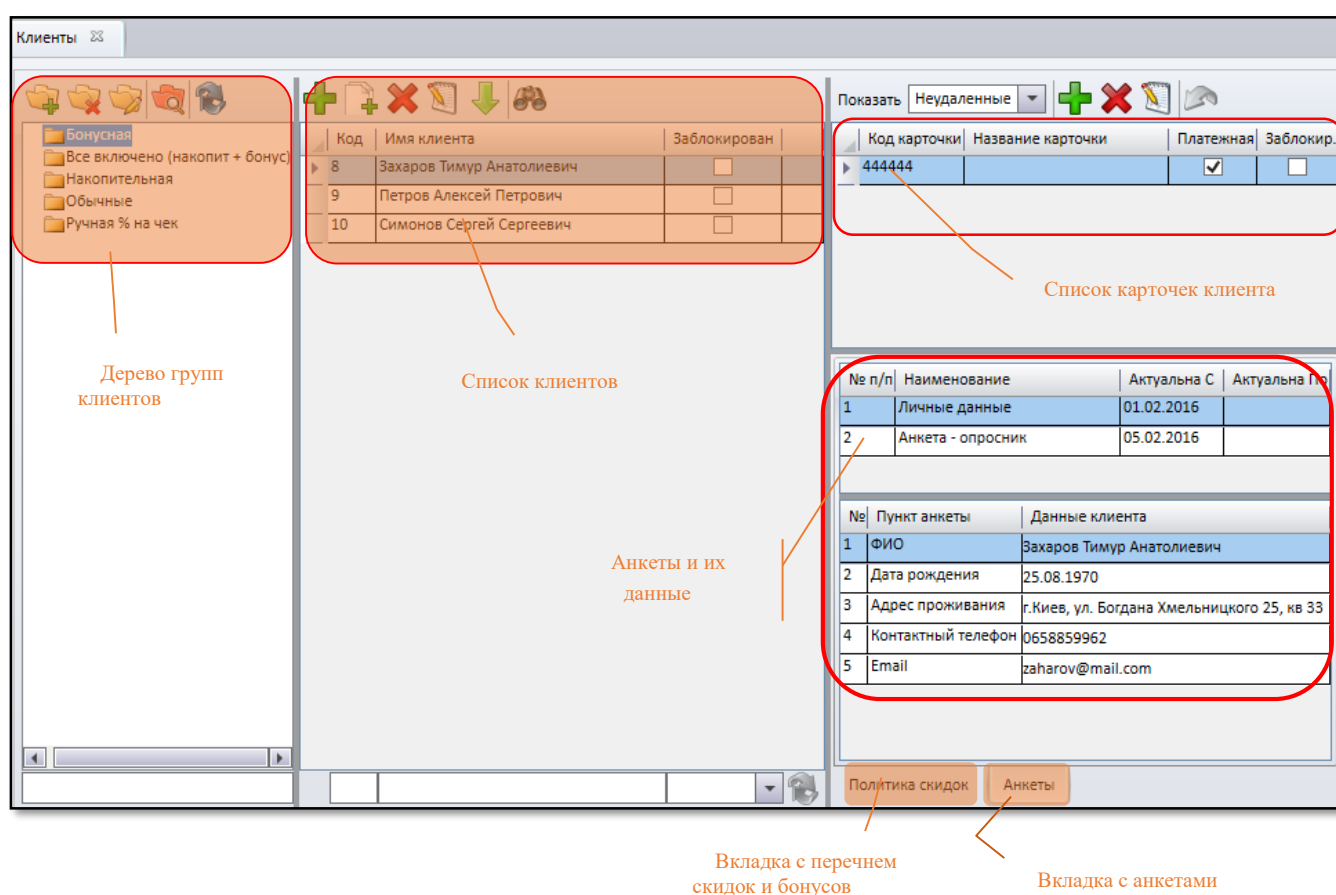 Клиенты
Бонусная
Все включено (накопит + бонус)
Накопительная
Обычные
Ручная % на чек
Дерево групп
клиентов
Код Имя клиента Заблокирован
8 Захаров Тимур Анатолиевич
9 Петров Алексей Петрович
10 Симонов Сергей Сергеевич
Список клиентов
Показать Неудаленные
Код карточки Название карточки Платежная Заблокир.
444444
Список карточек клиента
№ п/п Наименование Актуальна С Актуальна По
1 Личные данные 01.02.2016
2 Анкета - опросник 05.02.2016
Анкеты и их
данные
№ Пункт анкеты Данные клиента
1 ФИО Захаров Тимур Анатолиевич
2 Дата рождения 25.08.1970
3 Адрес проживания г.Киев, ул. Богдана Хмельницкого 25, кв 33
4 Контактный телефон 0658859962
5 Email zaharov@mail.com
Политика скидок Анкеты
Вкладка с перечнем
скидок и бонусов
Вкладка с анкетами